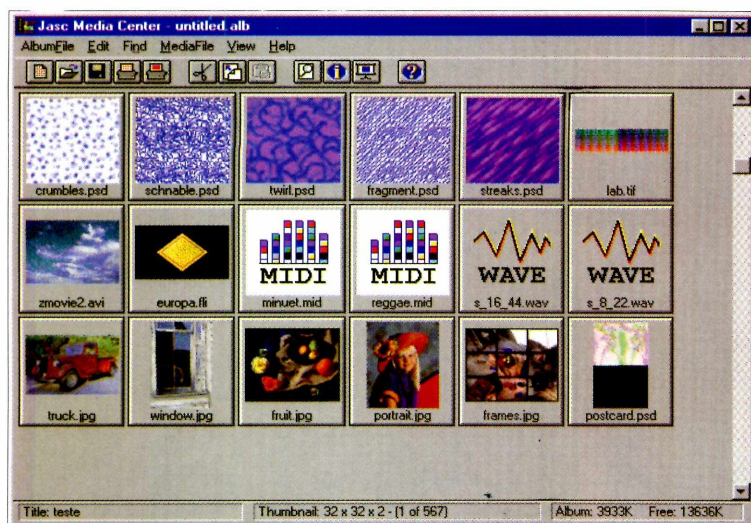 Jasc Media Center - untitled.alb
AlbumFile Edit Find MediaFile View Help
crumbles.psd schnable.psd twirl.psd fragment.psd streaks.psd lab.tif
MIDI MIDI WAVE WAVE
zmovie2.avi europa.fli minuet.mid reggae.mid s_16_44.wav s_8_22.wav
truck.jpg window.jpg fruit.jpg portrait.jpg frames.jpg postcard.psd
Title: teste Thumbnail: 32 x 32 x 2 - (1 of 567) Album: 3933K Free: 13636K